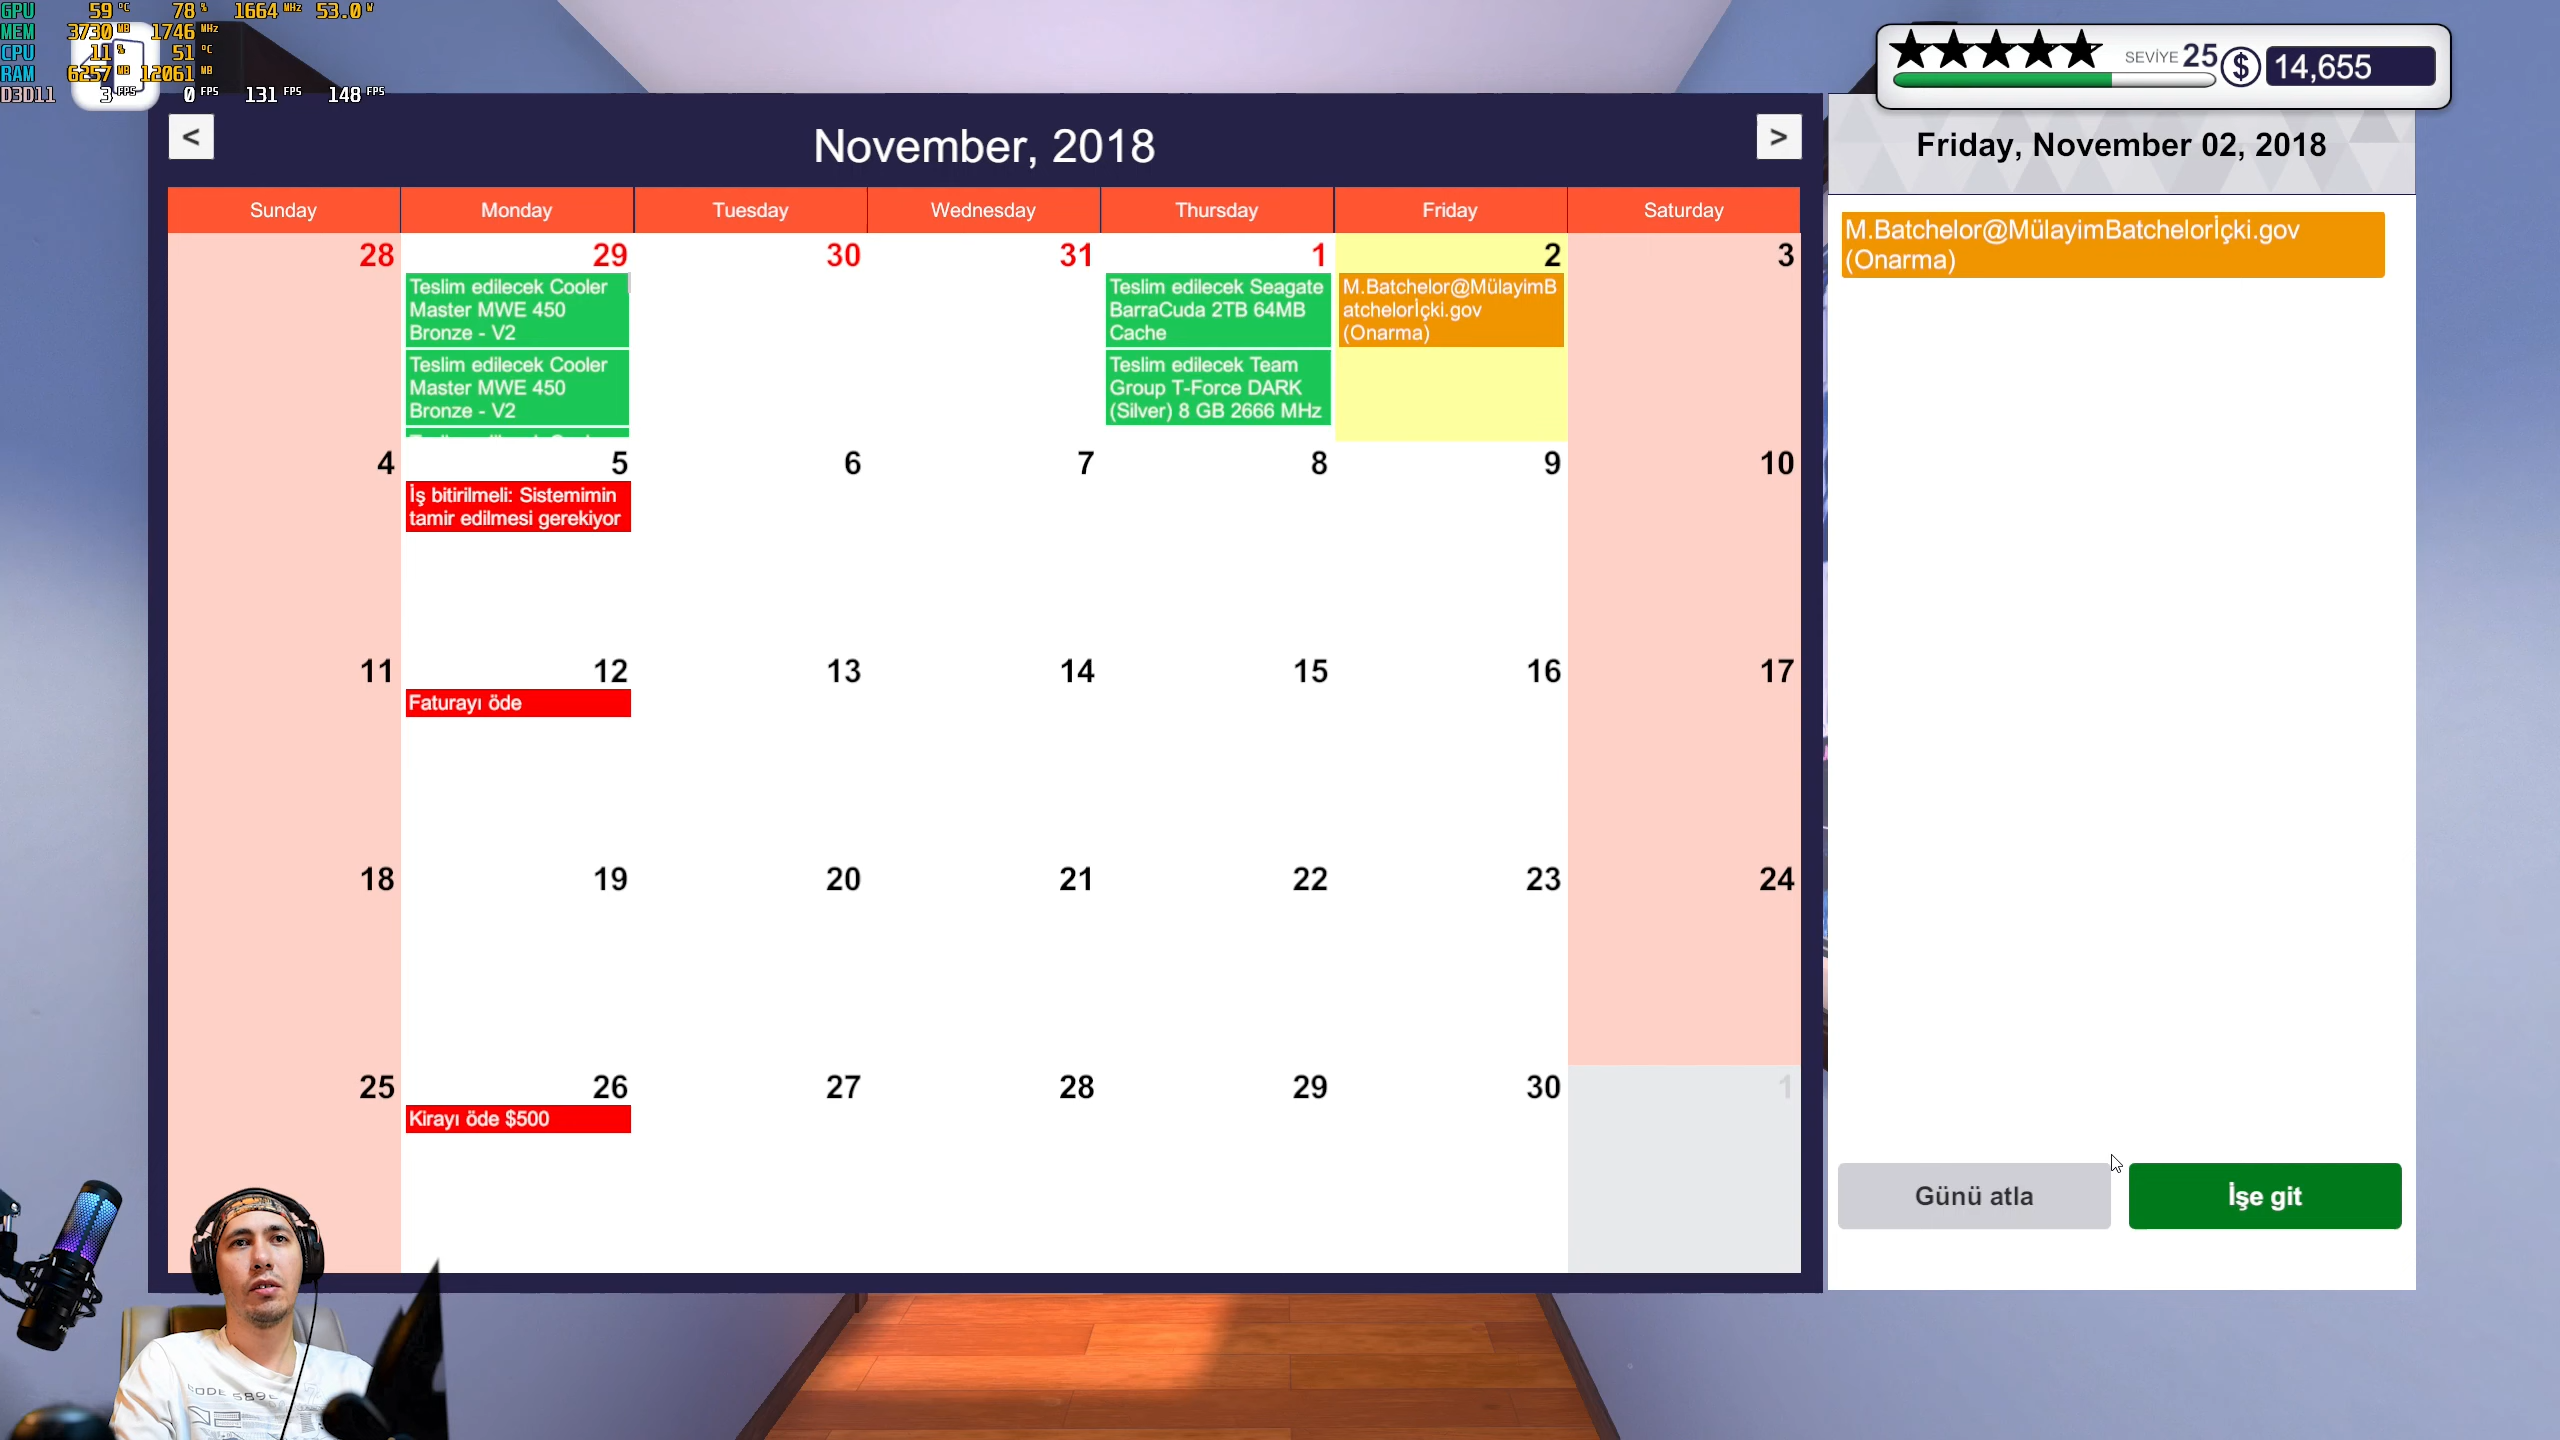 GPU 59 °C 78 % 1664 MHz 53.0 W
MEM 3730 MB 1746 MHz
CPU 11 % 51 °C
RAM 6257 MB 12061 MB
D3D11 3 FPS 0 FPS 131 FPS 148 FPS
SEVİYE 25 $ 14,655
< November, 2018 >
Friday, November 02, 2018
Sunday Monday Tuesday Wednesday Thursday Friday Saturday
28 29 30 31 1 2 3
Teslim edilecek Cooler
Master MWE 450
Bronze - V2
Teslim edilecek Cooler
Master MWE 450
Bronze - V2
Teslim edilecek Seagate
BarraCuda 2TB 64MB
Cache
Teslim edilecek Team
Group T-Force DARK
(Silver) 8 GB 2666 MHz
M.Batchelor@MülayimB
atchelorİçki.gov
(Onarma)
4 5 6 7 8 9 10
İş bitirilmeli: Sistemimin
tamir edilmesi gerekiyor
11 12 13 14 15 16 17
Faturayı öde
18 19 20 21 22 23 24
25 26 27 28 29 30 1
Kirayı öde $500
M.Batchelor@MülayimBatchelorİçki.gov
(Onarma)
Günü atla
İşe git
CODE 589E